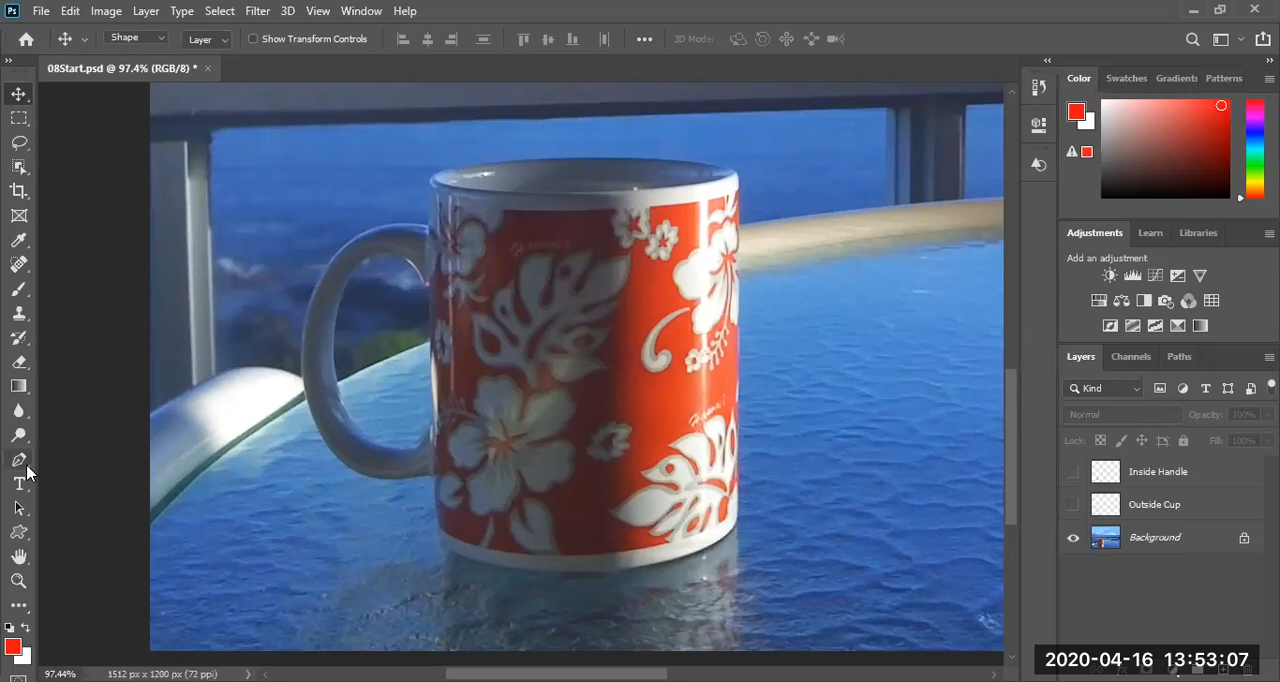 Ps File Edit Image Layer Type Select Filter 3D View Window Help
Shape Layer Show Transform Controls 3D Mode:
08Start.psd @ 97.4% (RGB/8) *
Color Swatches Gradient: Patterns
Adjustments Learn Libraries
Add an adjustment
Layers Channels Paths
Kind
Normal Opacity: 100%
Lock: Fill: 100%
Inside Handle
Outside Cup
Background
97.44% 1512 px x 1200 px (72 ppi)
2020-04-16 13:53:07